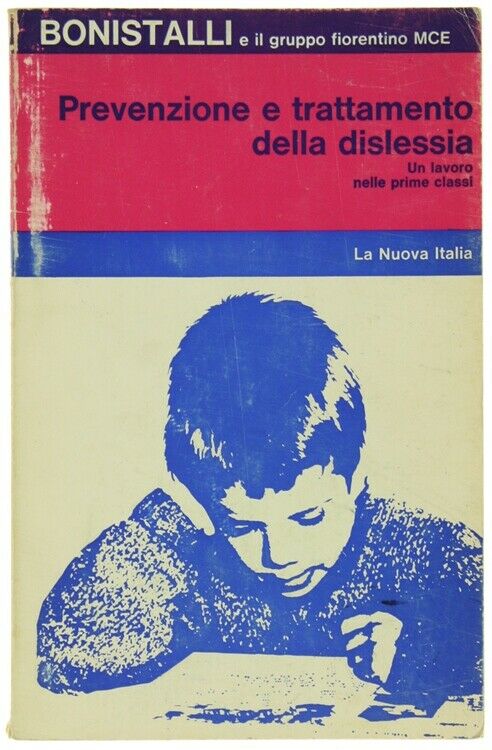 BONISTALLI e il gruppo fiorentino MCE
Prevenzione e trattamento
della dislessia
Un lavoro
nelle prime classi
La Nuova Italia